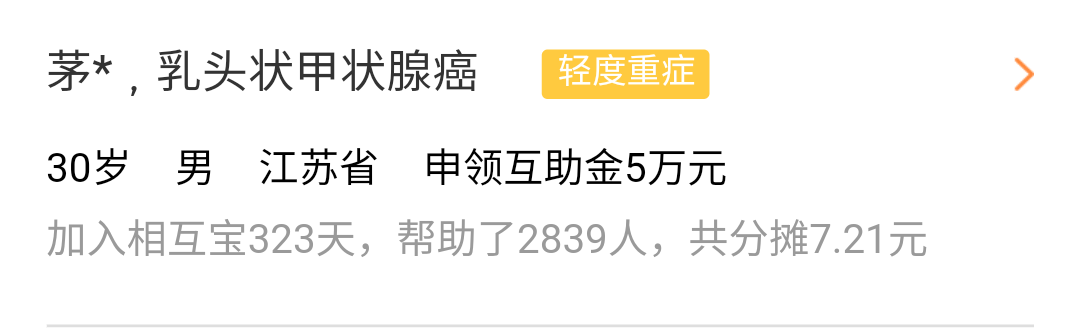 茅*，乳头状甲状腺癌 轻度重症
30岁 男 江苏省 申领互助金5万元
加入相互宝323天，帮助了2839人，共分摊7.21元